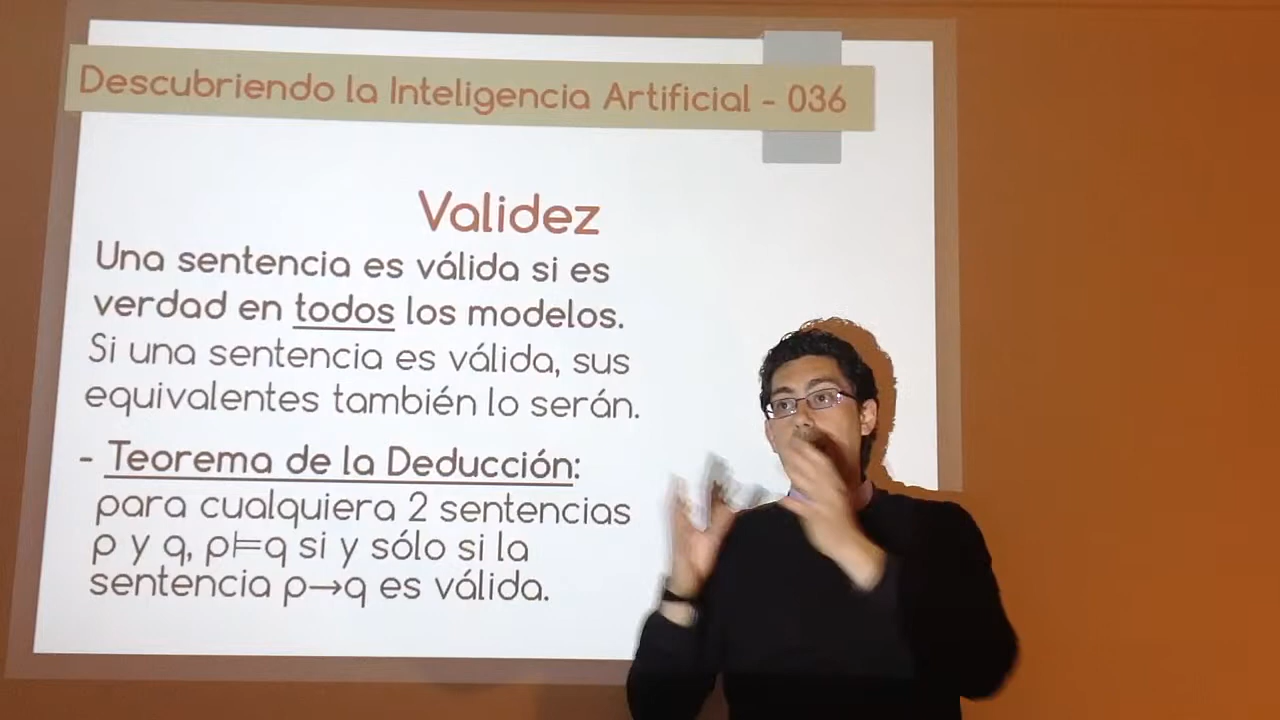 Descubriendo la Inteligencia Artificial - 036
Validez
Una sentencia es válida si es
verdad en todos los modelos.
Si una sentencia es válida, sus
equivalentes también lo serán.
- Teorema de la Deducción:
para cualquiera 2 sentencias
p y q, p⊨q si y sólo si la
sentencia p→q es válida.